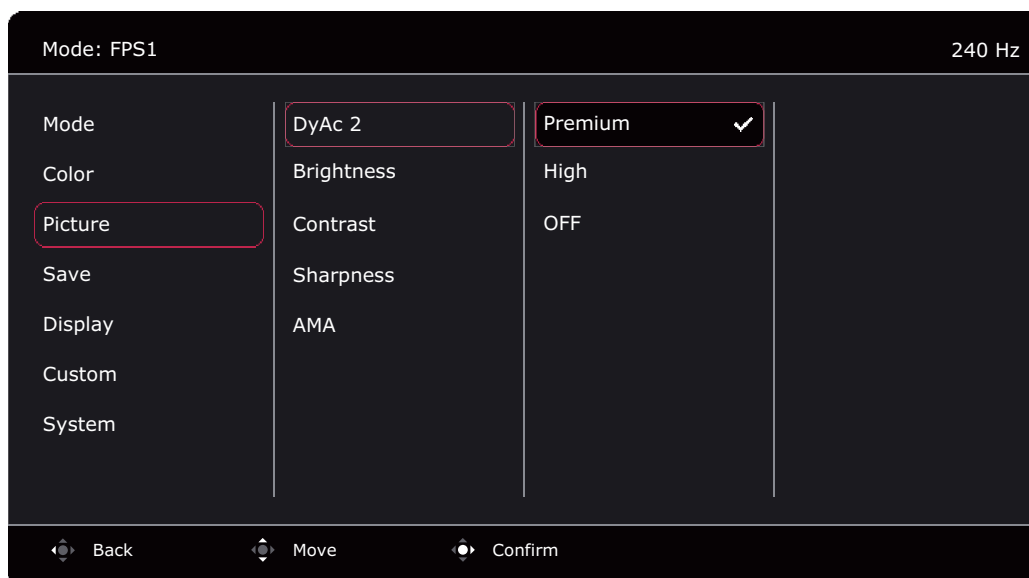 Mode: FPS1 240 Hz
Mode
Color
Picture
Save
Display
Custom
System
DyAc 2
Brightness
Contrast
Sharpness
AMA
Premium
High
OFF
Back Move Confirm